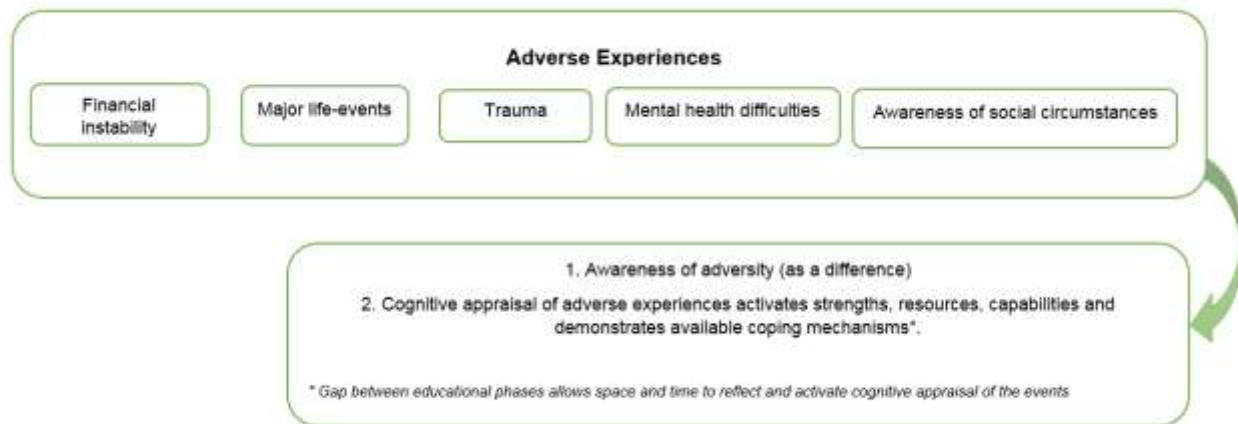 Adverse Experiences
Financial
instability
Major life-events
Trauma
Mental health difficulties
Awareness of social circumstances
1. Awareness of adversity (as a difference)
2. Cognitive appraisal of adverse experiences activates strengths, resources, capabilities and
demonstrates available coping mechanisms*.
* Gap between educational phases allows space and time to reflect and activate cognitive appraisal of the events